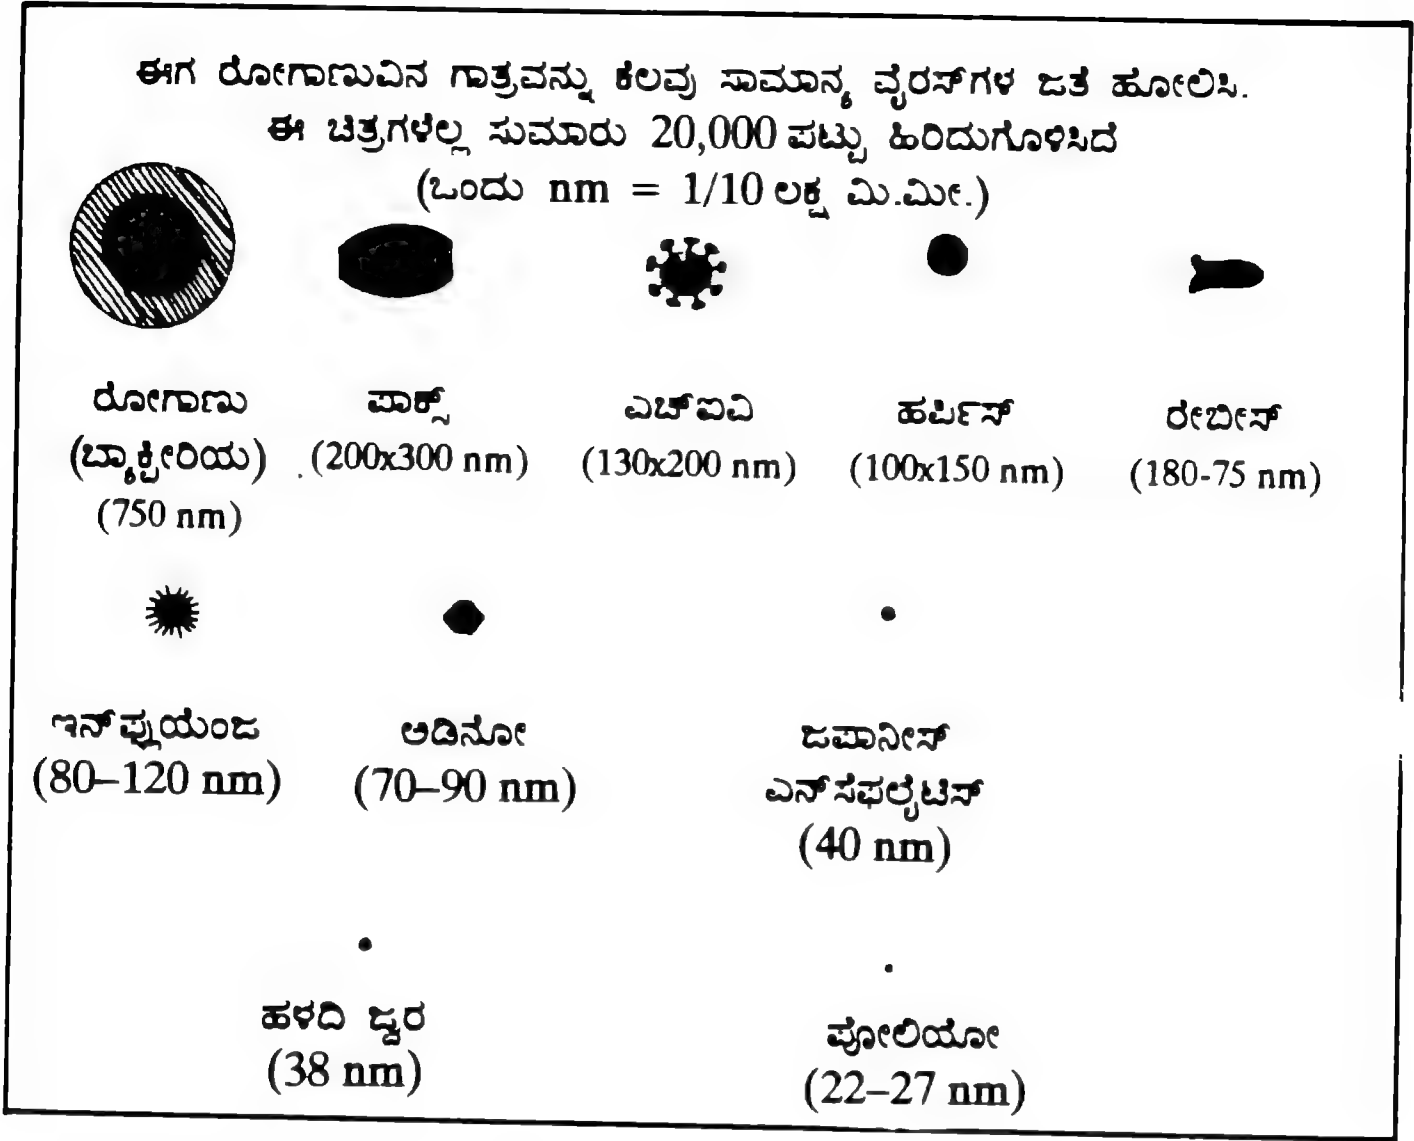 ಈಗ ರೋಗಾಣುವಿನ ಗಾತ್ರವನ್ನು ಕೆಲವು ಸಾಮಾನ್ಯ ವೈರಸ್‌ಗಳ ಜತೆ ಹೋಲಿಸಿ.
ಈ ಚಿತ್ರಗಳೆಲ್ಲ ಸುಮಾರು 20,000 ಪಟ್ಟು ಹಿರಿದುಗೊಳಿಸಿದೆ
(ಒಂದು nm = 1/10 ಲಕ್ಷ ಮಿ.ಮೀ.)
ರೋಗಾಣು
(ಬ್ಯಾಕ್ಟೀರಿಯ)
(750 nm)
ಪಾಕ್ಸ್
(200x300 nm)
ಎಚ್‌ಐವಿ
(130x200 nm)
ಹರ್ಪಿಸ್
(100x150 nm)
ರೇಬೀಸ್
(180-75 nm)
ಇನ್‌ಫ್ಲುಯೆಂಜ
(80–120 nm)
ಅಡಿನೋ
(70–90 nm)
ಜಪಾನೀಸ್
ಎನ್‌ಸೆಫಲೈಟಿಸ್
(40 nm)
ಹಳದಿ ಜ್ವರ
(38 nm)
ಪೋಲಿಯೋ
(22–27 nm)